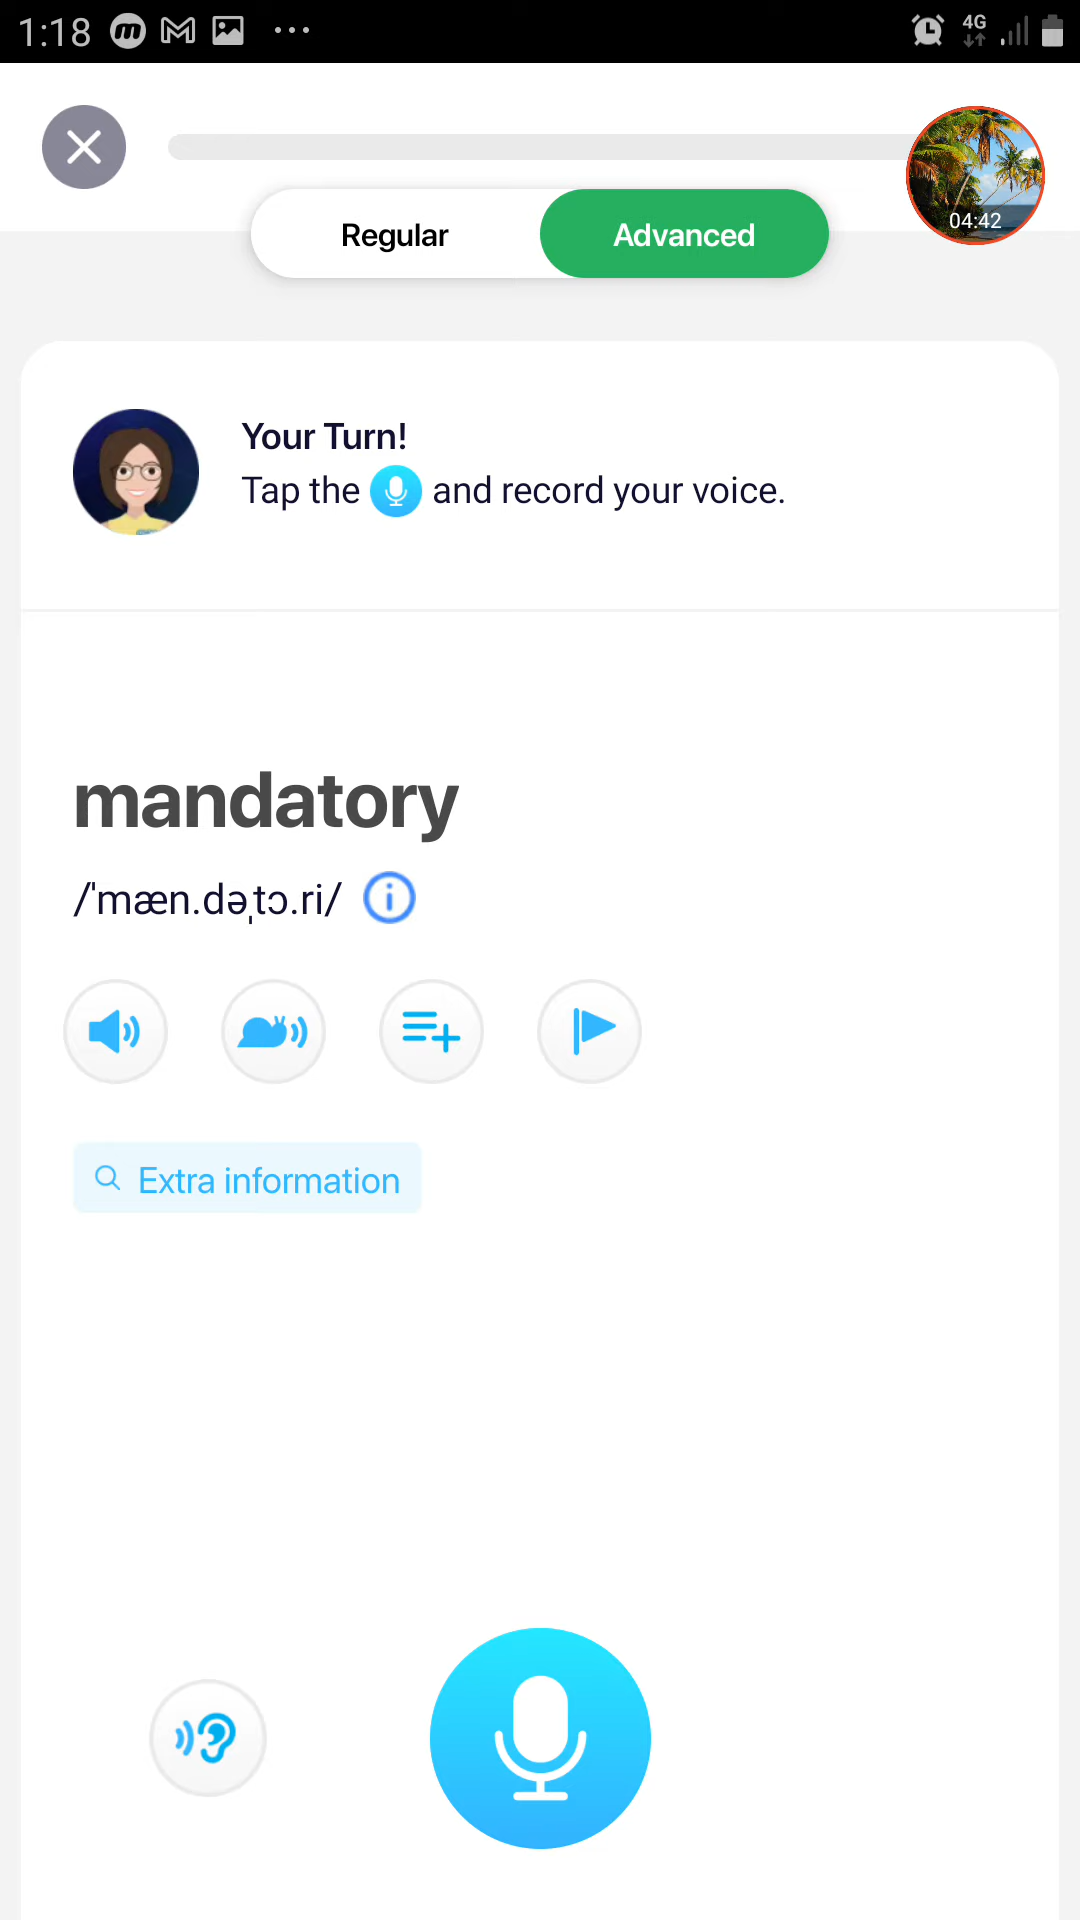 1:18
4G
04:42
Regular
Advanced
Your Turn!
Tap the and record your voice.
mandatory
/ˈmæn.dəˌtɔ.ri/
Extra information